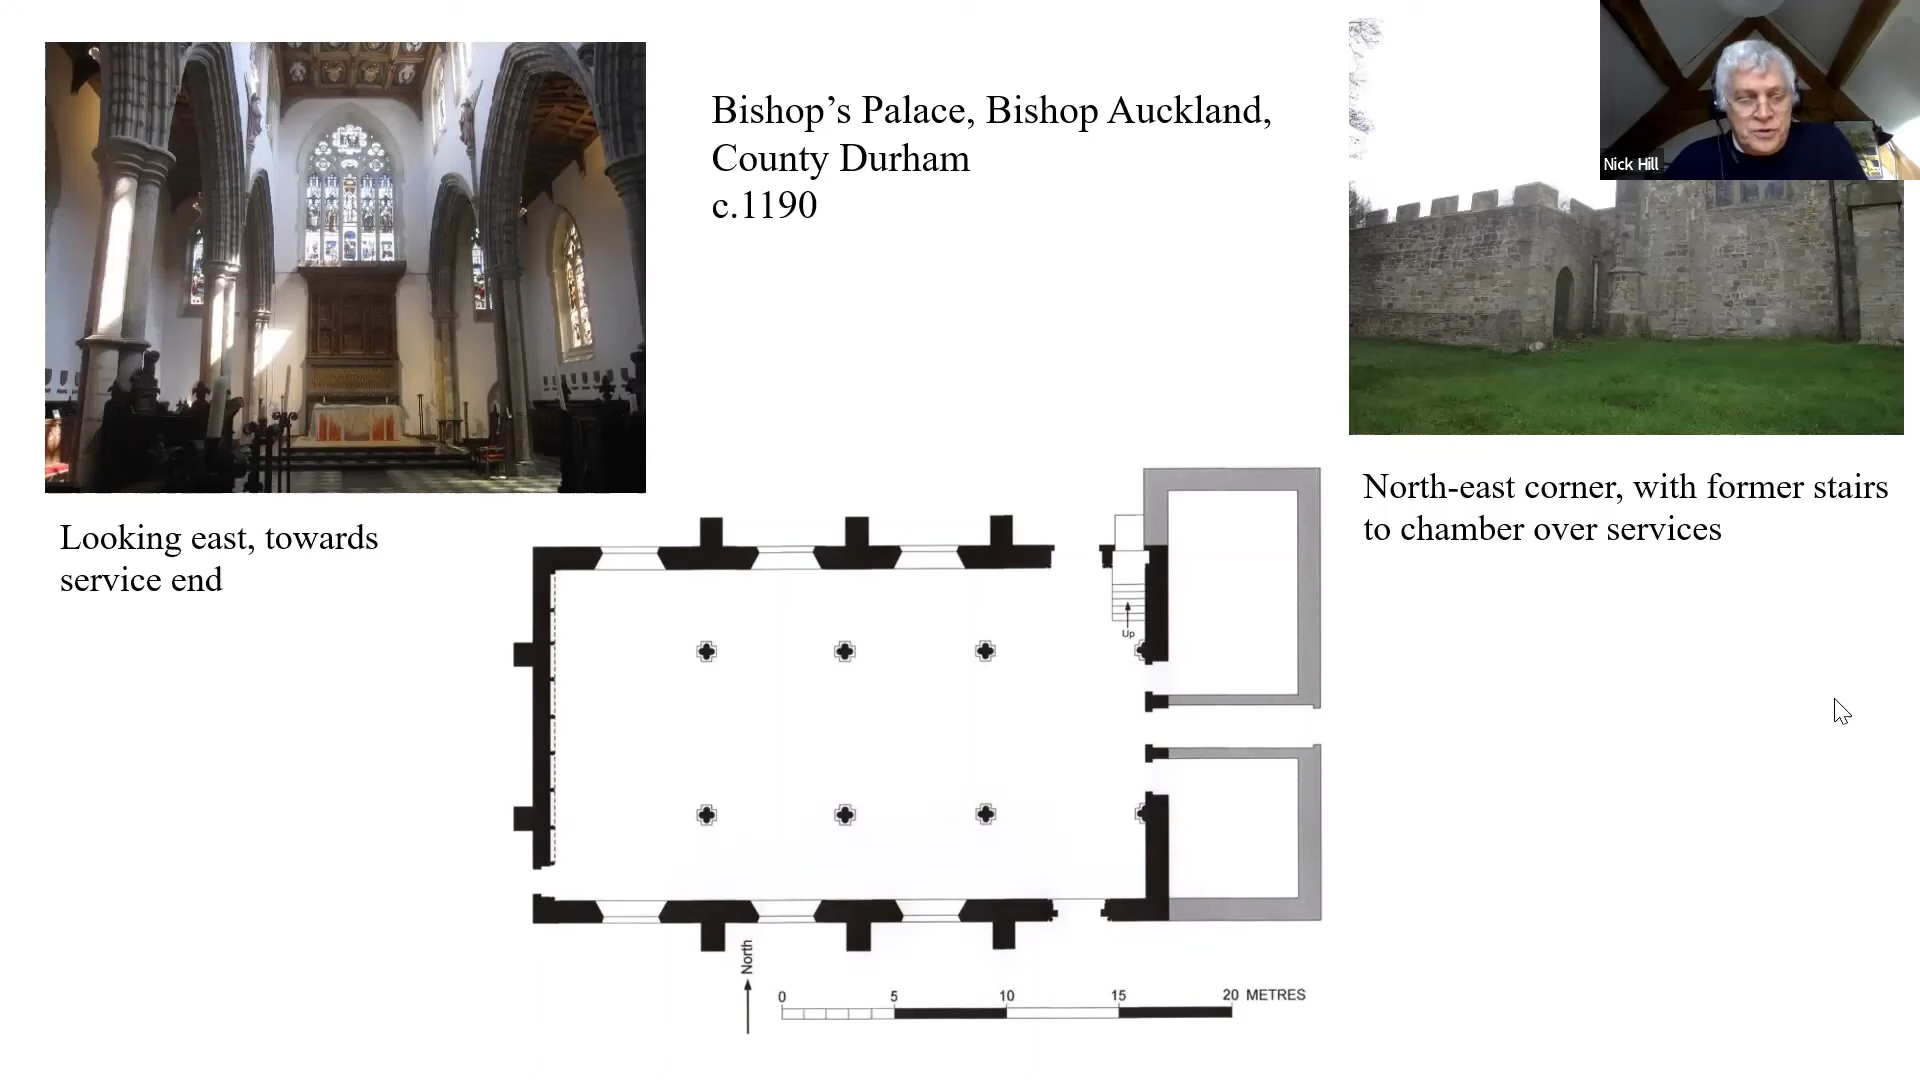 Bishop’s Palace, Bishop Auckland,
County Durham
c.1190
Nick Hill
Looking east, towards
service end
North-east corner, with former stairs
to chamber over services
Up
North
0 5 10 15 20 METRES